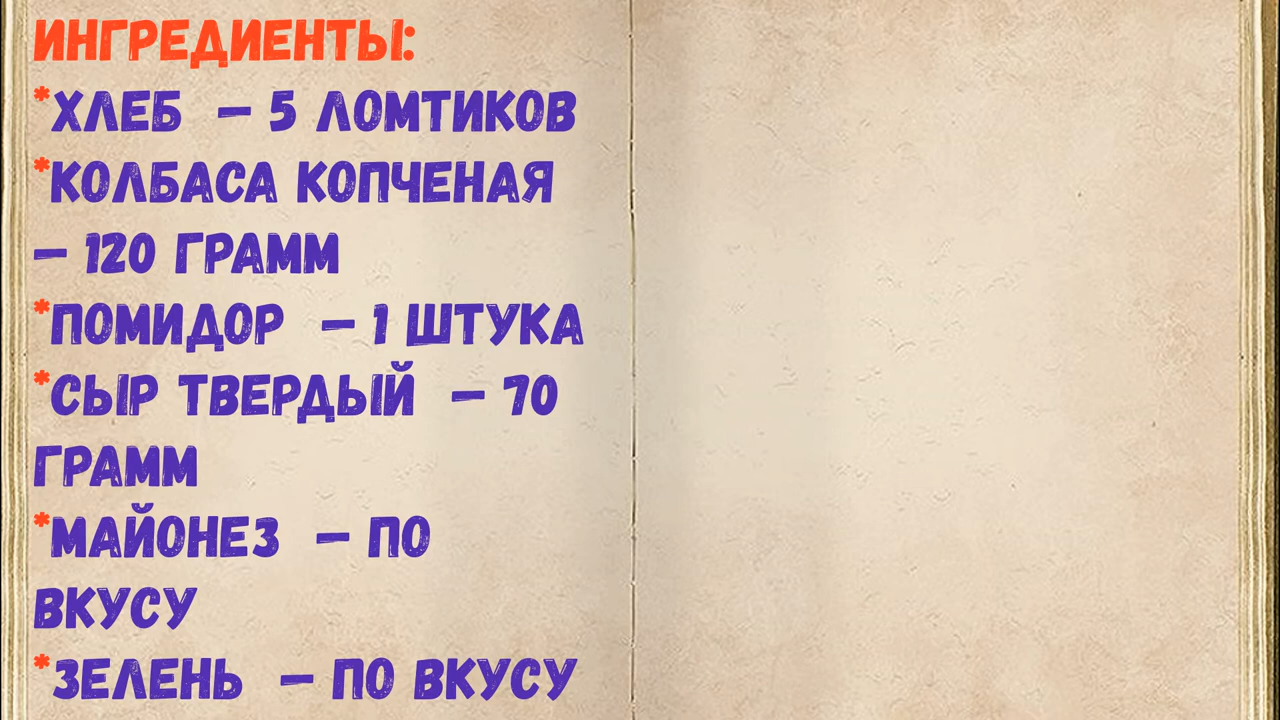 ИНГРЕДИЕНТЫ:
*ХЛЕБ – 5 ЛОМТИКОВ
*КОЛБАСА КОПЧЕНАЯ
– 120 ГРАММ
*ПОМИДОР – 1 ШТУКА
*СЫР ТВЕРДЫЙ – 70
ГРАММ
*МАЙОНЕЗ – ПО
ВКУСУ
*ЗЕЛЕНЬ – ПО ВКУСУ